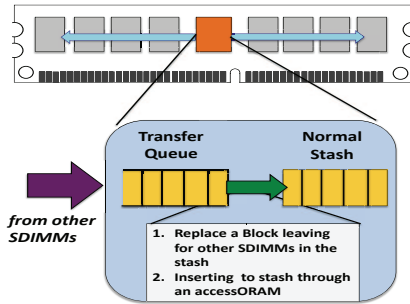 Transfer
Queue
Normal
Stash
from other
SDIMMs
1. Replace a Block leaving
for other SDIMMs in the
stash
2. Inserting to stash through
an accessORAM